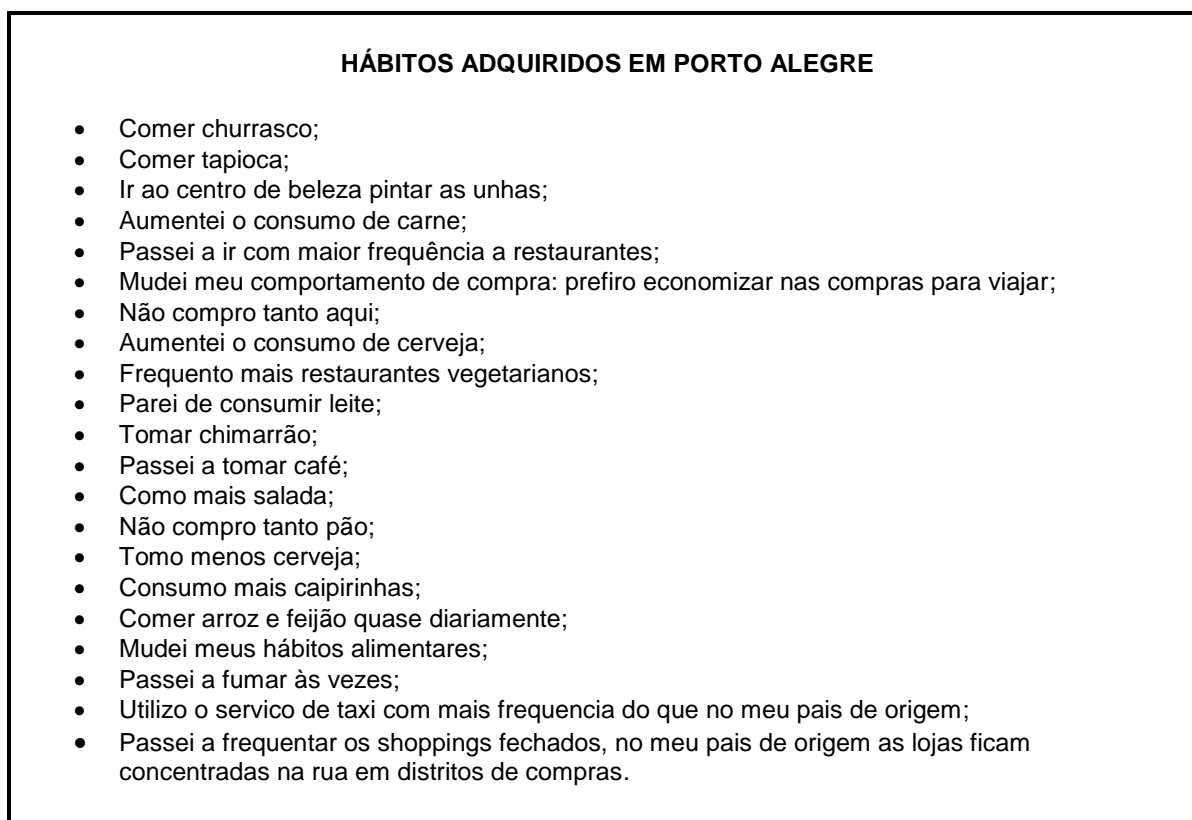 HÁBITOS ADQUIRIDOS EM PORTO ALEGRE
• Comer churrasco;
• Comer tapioca;
• Ir ao centro de beleza pintar as unhas;
• Aumentei o consumo de carne;
• Passei a ir com maior frequência a restaurantes;
• Mudei meu comportamento de compra: prefiro economizar nas compras para viajar;
• Não compro tanto aqui;
• Aumentei o consumo de cerveja;
• Frequento mais restaurantes vegetarianos;
• Parei de consumir leite;
• Tomar chimarrão;
• Passei a tomar café;
• Como mais salada;
• Não compro tanto pão;
• Tomo menos cerveja;
• Consumo mais caipirinhas;
• Comer arroz e feijão quase diariamente;
• Mudei meus hábitos alimentares;
• Passei a fumar às vezes;
• Utilizo o servico de taxi com mais frequencia do que no meu pais de origem;
• Passei a frequentar os shoppings fechados, no meu pais de origem as lojas ficam
concentradas na rua em distritos de compras.